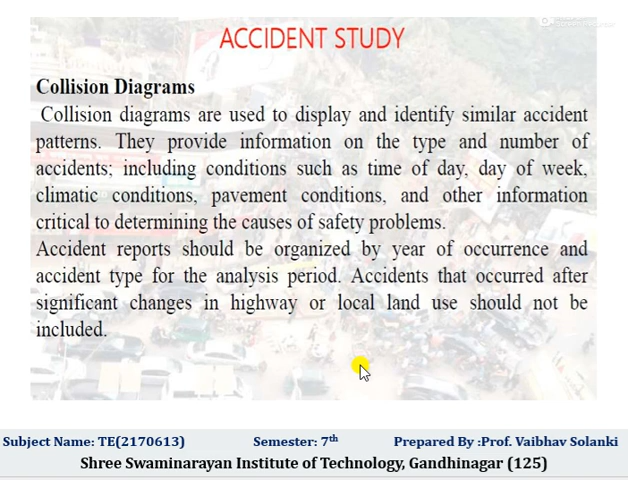 ACCIDENT STUDY
Collision Diagrams
Collision diagrams are used to display and identify similar accident
patterns. They provide information on the type and number of
accidents; including conditions such as time of day, day of week,
climatic conditions, pavement conditions, and other information
critical to determining the causes of safety problems.
Accident reports should be organized by year of occurrence and
accident type for the analysis period. Accidents that occurred after
significant changes in highway or local land use should not be
included.
Subject Name: TE(2170613) Semester: 7th Prepared By :Prof. Vaibhav Solanki
Shree Swaminarayan Institute of Technology, Gandhinagar (125)